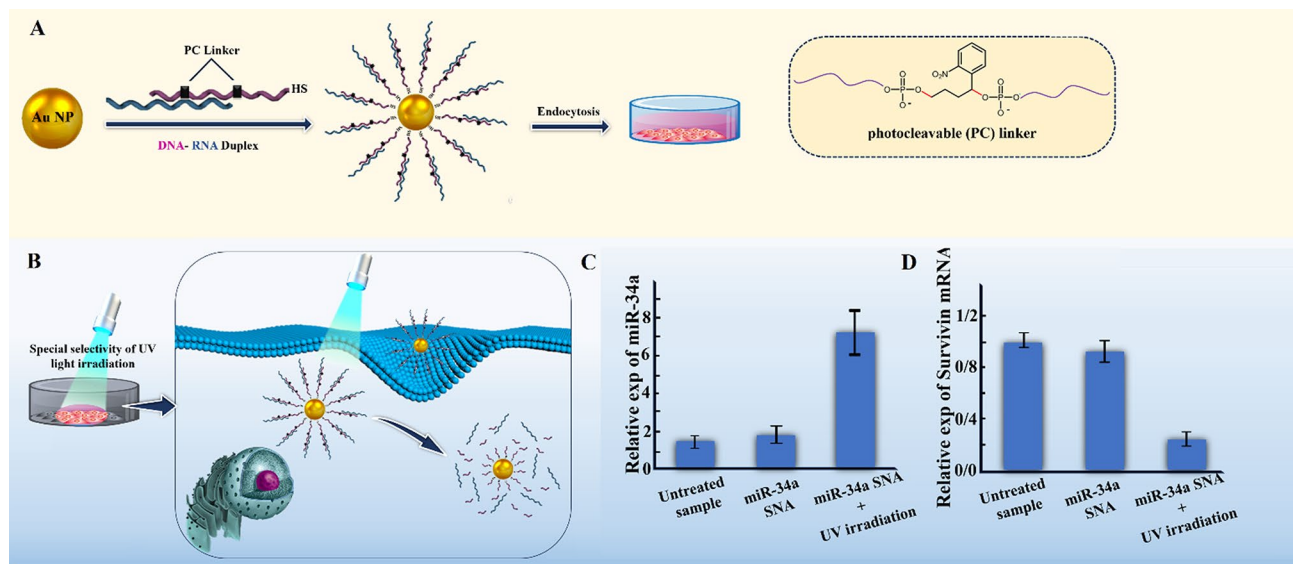 A
PC Linker
HS
Au NP
DNA- RNA Duplex
Endocytosis
NO₂
O
P
O
O
O⁻
O
P
O
O⁻
photocleavable (PC) linker
B
Special selectivity of UV
light irradiation
C
Relative exp of miR-34a
8
6
4
2
0
Untreated
sample
miR-34a
SNA
miR-34a SNA
+
UV irradiation
D
Relative exp of Survivin mRNA
1/2
0/8
0/4
0/0
Untreated
sample
miR-34a
SNA
miR-34a SNA
+
UV irradiation